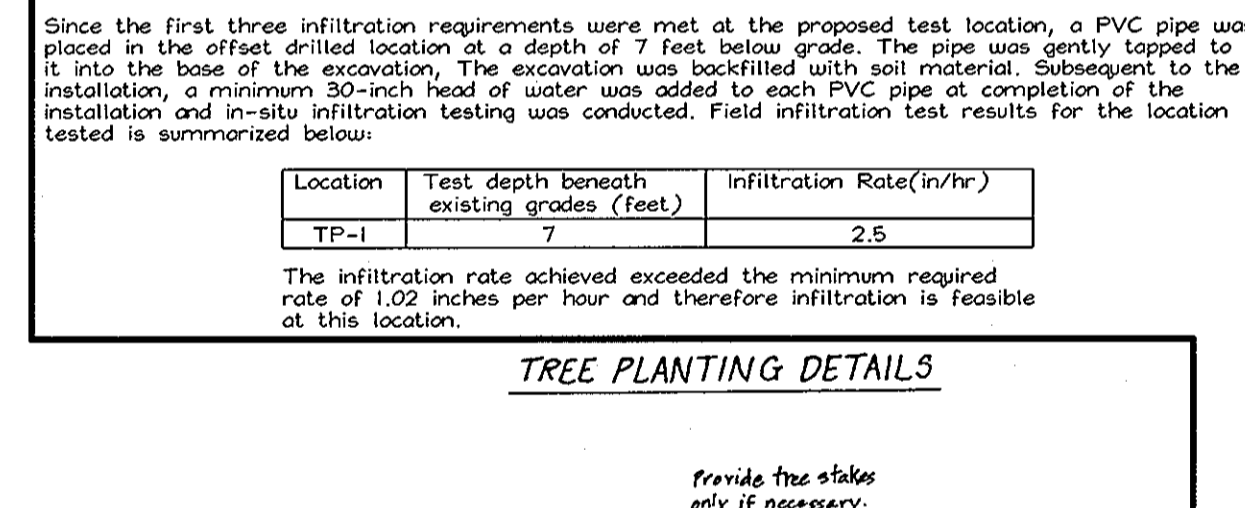 Since the first three infiltration requirements were met at the proposed test location, a PVC pipe wa
placed in the offset drilled location at a depth of 7 feet below grade. The pipe was gently tapped to
it into the base of the excavation, The excavation was backfilled with soil material. Subsequent to the
installation, a minimum 30-inch head of water was added to each PVC pipe at completion of the
installation and in-situ infiltration testing was conducted. Field infiltration test results for the location
tested is summarized below:
Location Test depth beneath existing grades (feet) Infiltration Rate(in/hr)
TP-1 7 2.5
The infiltration rate achieved exceeded the minimum required
rate of 1.02 inches per hour and therefore infiltration is feasible
at this location.
TREE PLANTING DETAILS
Provide tree stakes
only if necessary.